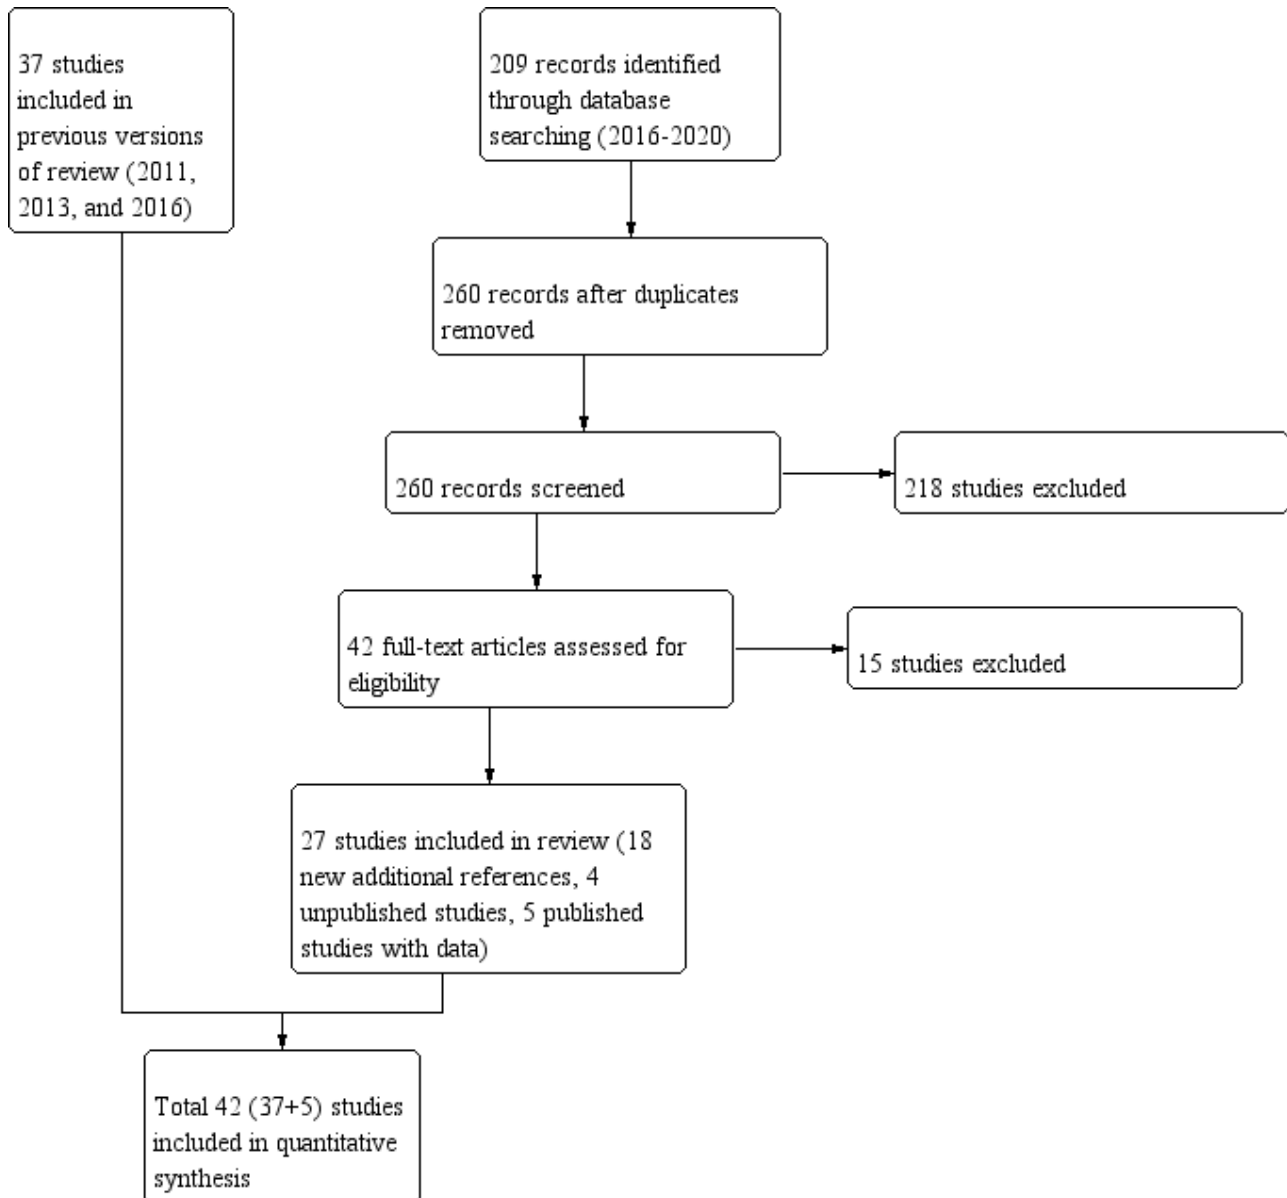 37 studies
included in
previous versions
of review (2011,
2013, and 2016)
209 records identified
through database
searching (2016-2020)
260 records after duplicates
removed
260 records screened
218 studies excluded
42 full-text articles assessed for
eligibility
15 studies excluded
27 studies included in review (18
new additional references, 4
unpublished studies, 5 published
studies with data)
Total 42 (37+5) studies
included in quantitative
synthesis